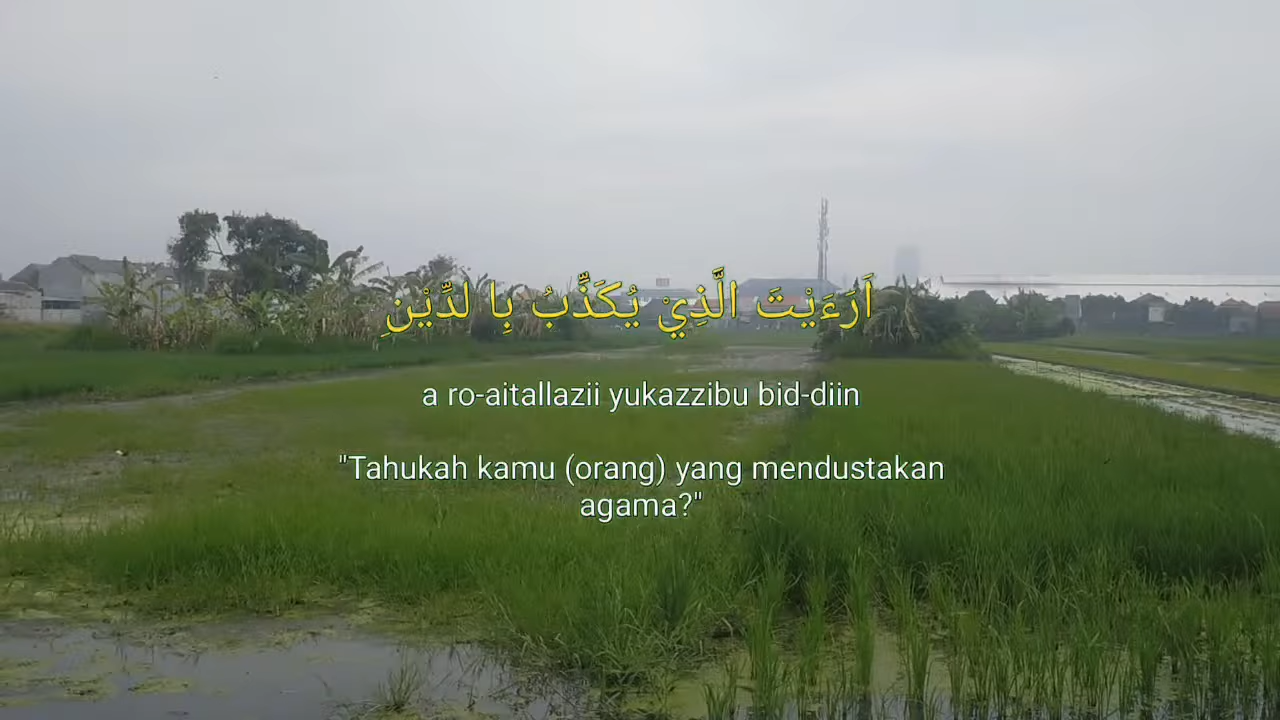 اَرَءَيْتَ الَّذِيْ يُكَذِّبُ بِا لدِّيْنِ
a ro-aitallazii yukazzibu bid-diin
"Tahukah kamu (orang) yang mendustakan
agama?"